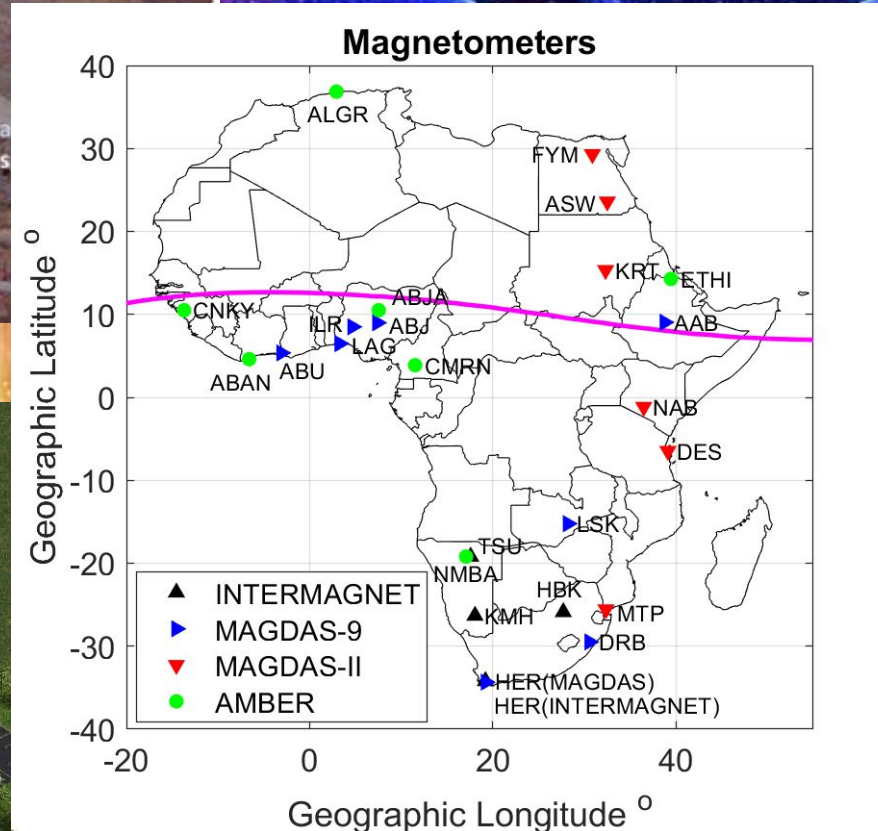 Magnetometers
40
30
20
10
0
-10
-20
-30
-40
Geographic Latitude o
ALGR
FYM
ASW
KRT
ETHI
CNKY
ABJA
ILR
ABJ
AAB
LAG
ABAN
ABU
CMRN
NAB
DES
LSK
TSU
NMBA
HBK
KMH
MTP
DRB
HER(MAGDAS)
HER(INTERMAGNET)
INTERMAGNET
MAGDAS-9
MAGDAS-II
AMBER
-20
0
20
40
Geographic Longitude o